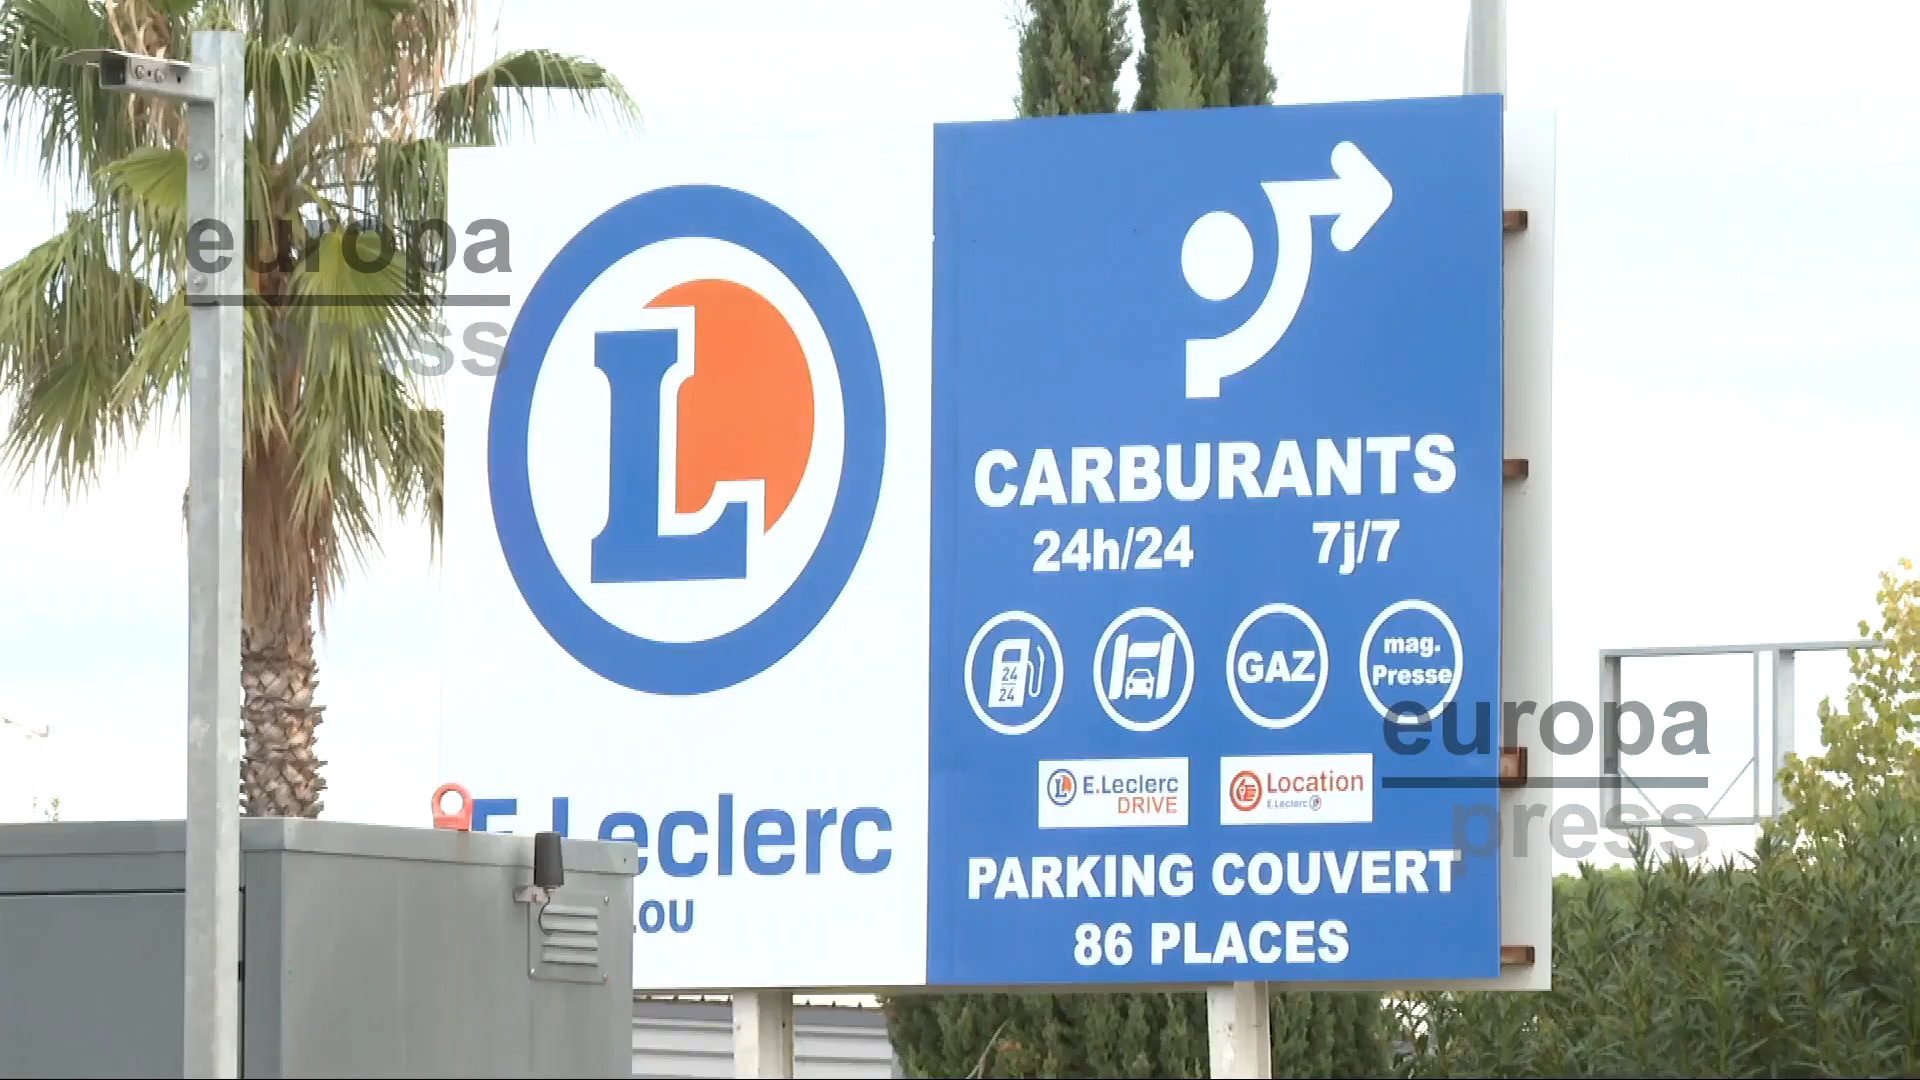 europa
press
L
E.Leclerc
LOU
CARBURANTS
24h/24 7j/7
24
24
GAZ
mag.
Presse
E.Leclerc
DRIVE
Location
E.Leclerc
PARKING COUVERT
86 PLACES
europa
press